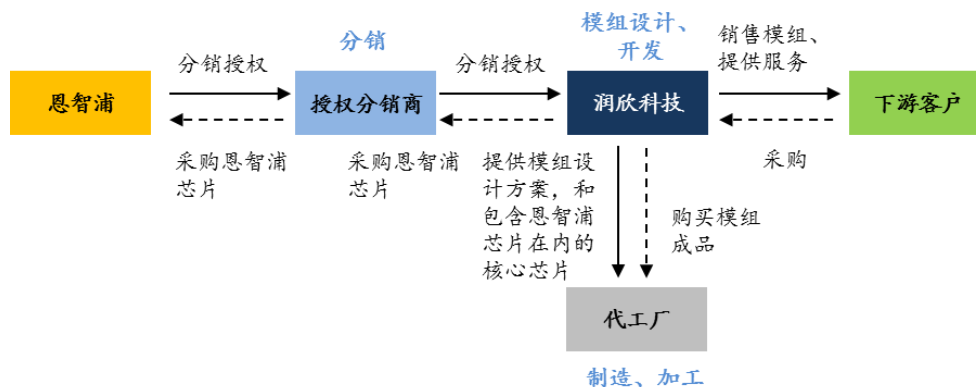 分销
模组设计、
开发
销售模组、
提供服务
分销授权
分销授权
恩智浦
授权分销商
润欣科技
下游客户
采购恩智浦
芯片
采购恩智浦
芯片
提供模组设
计方案，和
包含恩智浦
芯片在内的
核心芯片
购买模组
成品
采购
代工厂
制造、加工